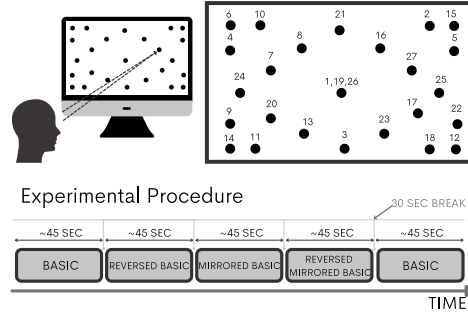 6 10 21 2 15
4 8 16 5
7 27
24 1,19,26 25
9 20 17 22
13 23
14 11 3 18 12
Experimental Procedure
30 SEC BREAK
~45 SEC ~45 SEC ~45 SEC ~45 SEC ~45 SEC
BASIC REVERSED BASIC MIRRORED BASIC REVERSED MIRRORED BASIC BASIC
TIME